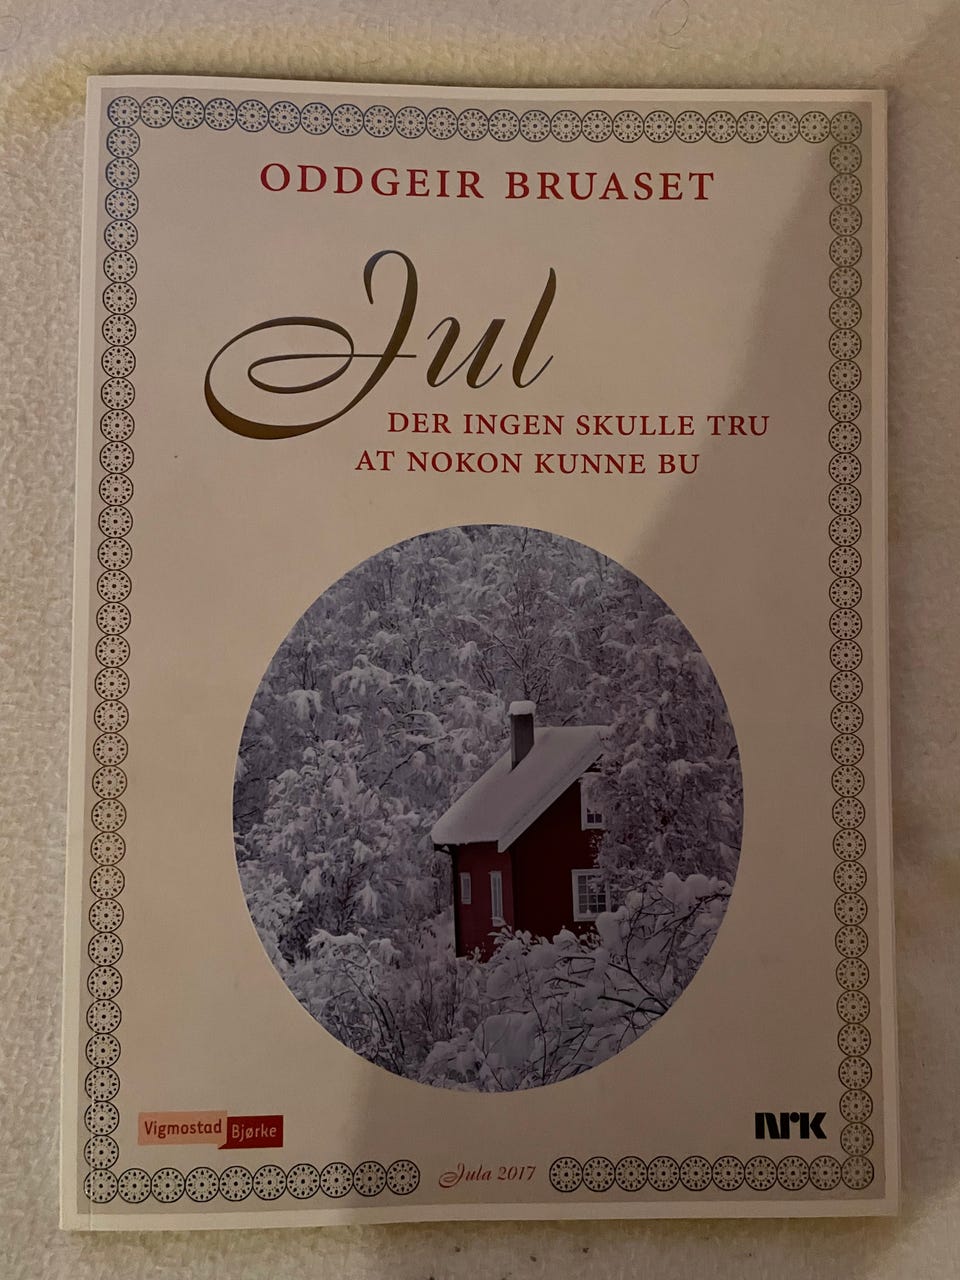 ODDGEIR BRUASET
Jul
DER INGEN SKULLE TRU
AT NOKON KUNNE BU
Vigmostad Bjørke
NrK
Jula 2017